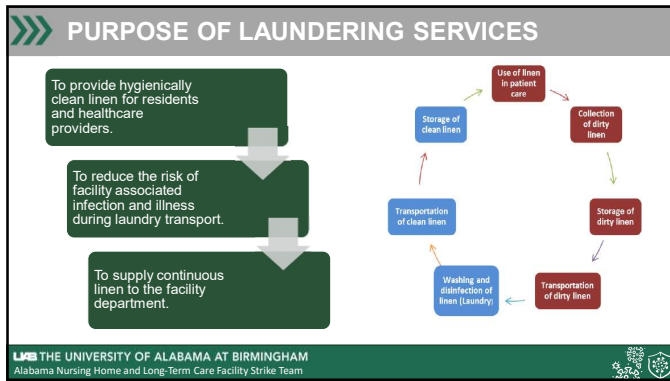 PURPOSE OF LAUNDERING SERVICES
To provide hygienically
clean linen for residents
and healthcare
providers.
To reduce the risk of
facility associated
infection and illness
during laundry transport.
To supply continuous
linen to the facility
department.
Use of linen
in patient
care
Collection
of dirty
linen
Storage of
dirty linen
Transportation
of dirty linen
Washing and
disinfection of
linen (Laundry)
Transportation
of clean linen
Storage of
clean linen
UAB THE UNIVERSITY OF ALABAMA AT BIRMINGHAM
Alabama Nursing Home and Long-Term Care Facility Strike Team